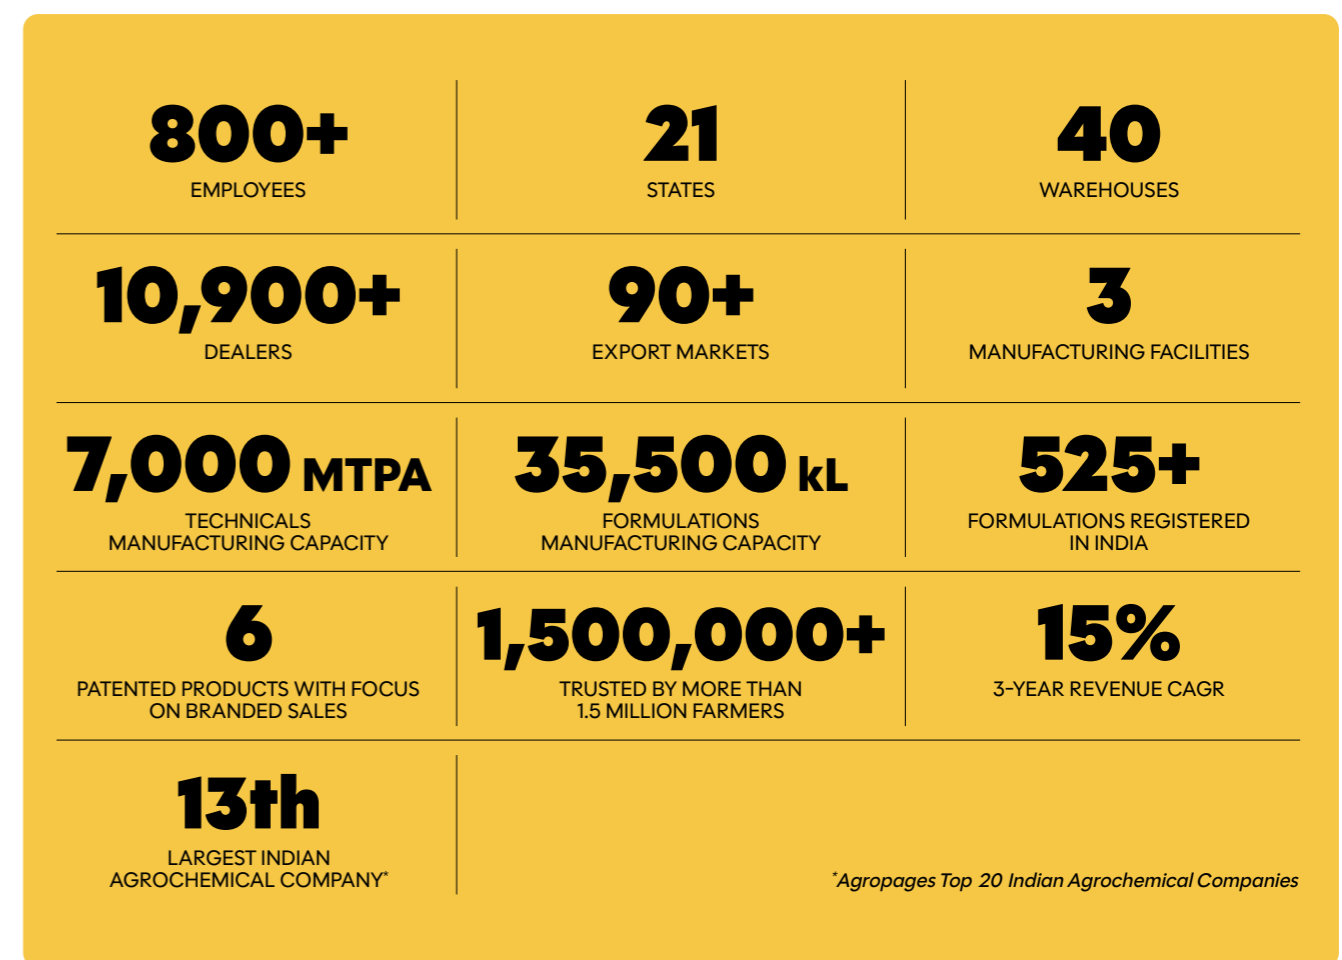 800+
EMPLOYEES
21
STATES
40
WAREHOUSES
10,900+
DEALERS
90+
EXPORT MARKETS
3
MANUFACTURING FACILITIES
7,000 MTPA
TECHNICALS
MANUFACTURING CAPACITY
35,500 kL
FORMULATIONS
MANUFACTURING CAPACITY
525+
FORMULATIONS REGISTERED
IN INDIA
6
PATENTED PRODUCTS WITH FOCUS
ON BRANDED SALES
1,500,000+
TRUSTED BY MORE THAN
1.5 MILLION FARMERS
15%
3-YEAR REVENUE CAGR
13th
LARGEST INDIAN
AGROCHEMICAL COMPANY*
*Agropages Top 20 Indian Agrochemical Companies